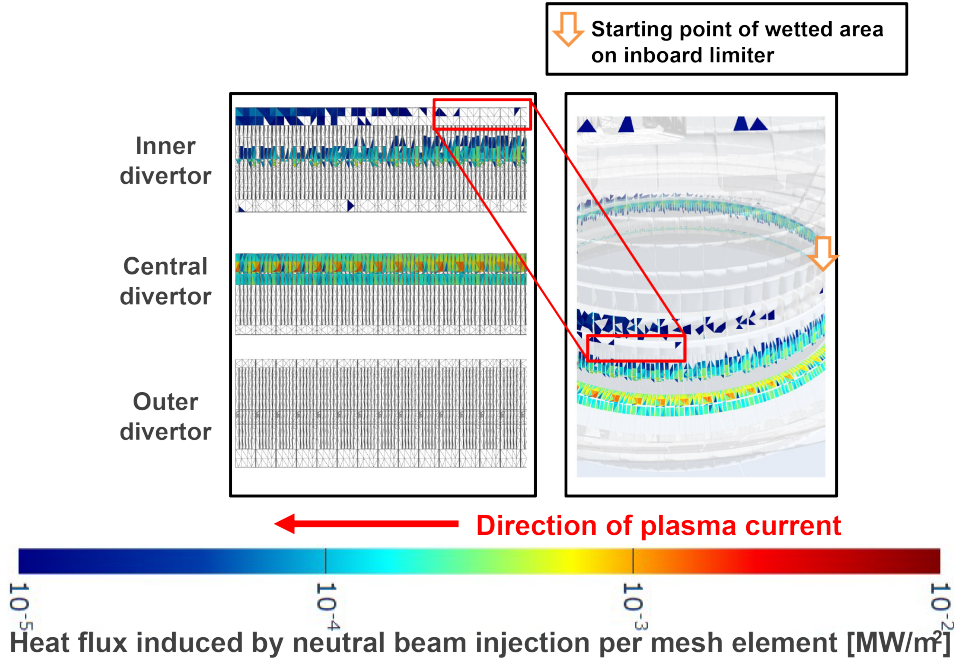 Starting point of wetted area
on inboard limiter
Inner
divertor
Central
divertor
Outer
divertor
Direction of plasma current
10-5
10-4
10-3
10-2
Heat flux induced by neutral beam injection per mesh element [MW/m2]